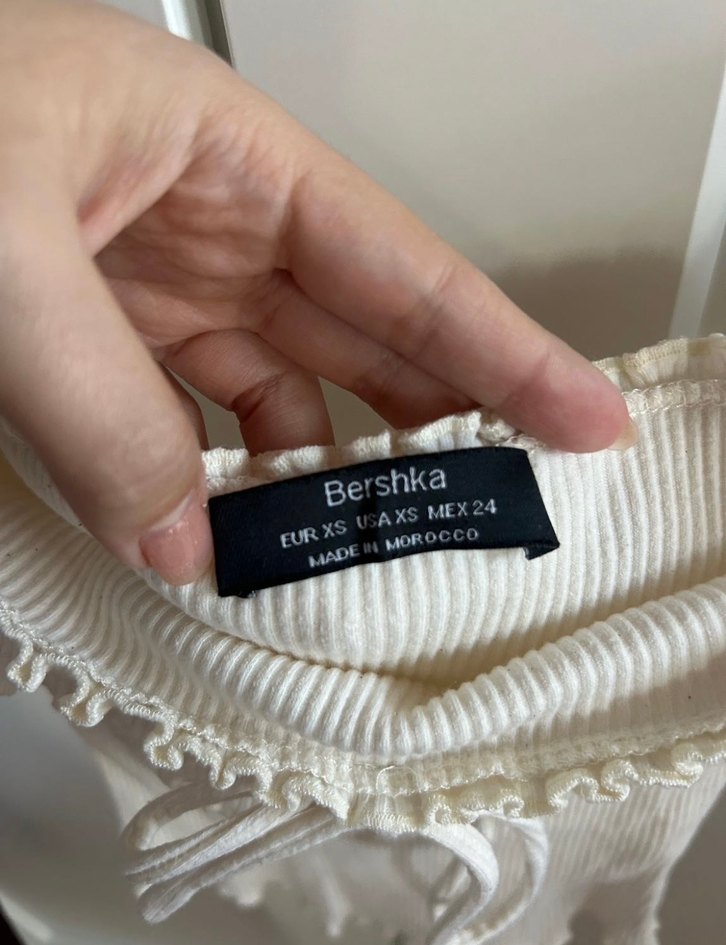 Bershka
EUR XS USA XS MEX 24
MADE IN MOROCCO